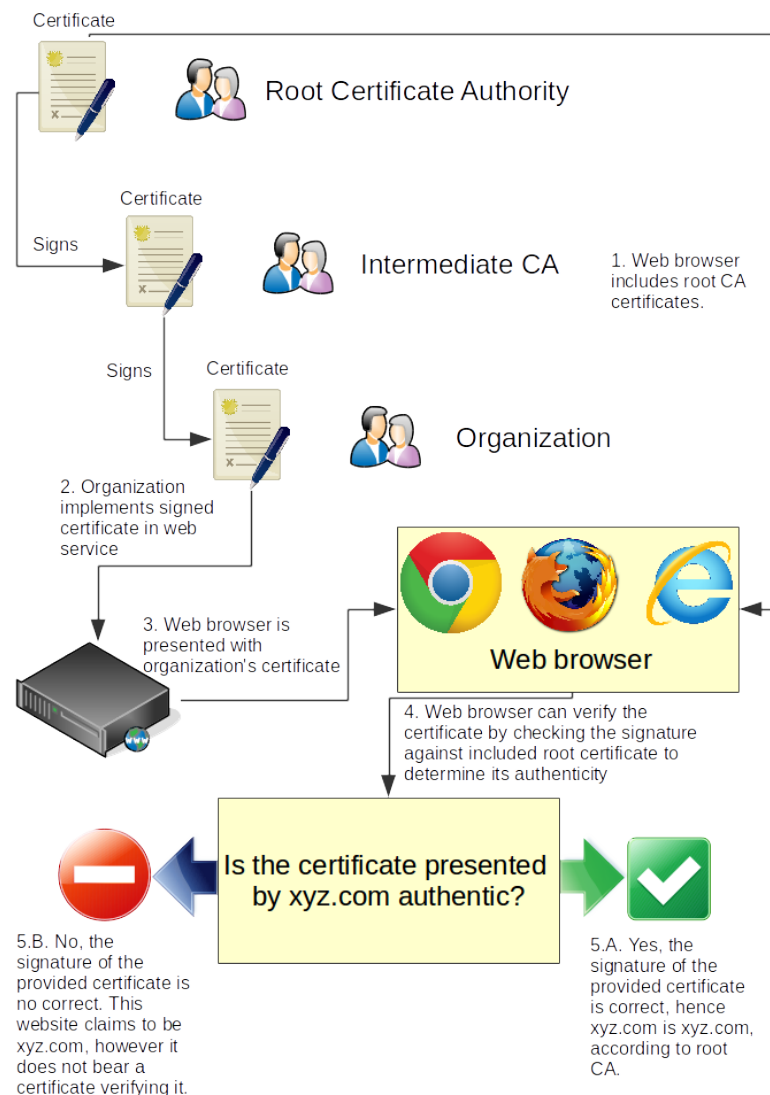 Certificate
Root Certificate Authority
Certificate
Signs
Intermediate CA
1. Web browser
includes root CA
certificates.
Signs
Certificate
Organization
2. Organization
implements signed
certificate in web
service
3. Web browser is
presented with
organization's certificate
WWW
Web browser
4. Web browser can verify the
certificate by checking the signature
against included root certificate to
determine its authenticity
Is the certificate presented
by xyz.com authentic?
5.B. No, the
signature of the
provided certificate is
no correct. This
website claims to be
xyz.com, however it
does not bear a
certificate verifying it.
5.A. Yes, the
signature of the
provided certificate
is correct, hence
xyz.com is xyz.com,
according to root
CA.